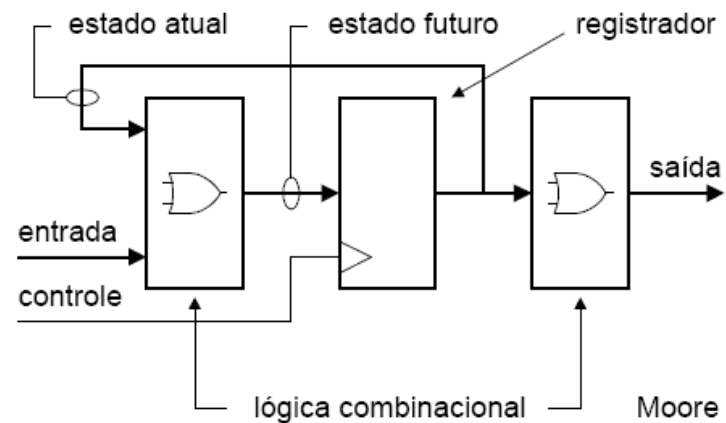 estado atual
estado futuro
registrador
saída
entrada
controle
lógica combinacional
Moore